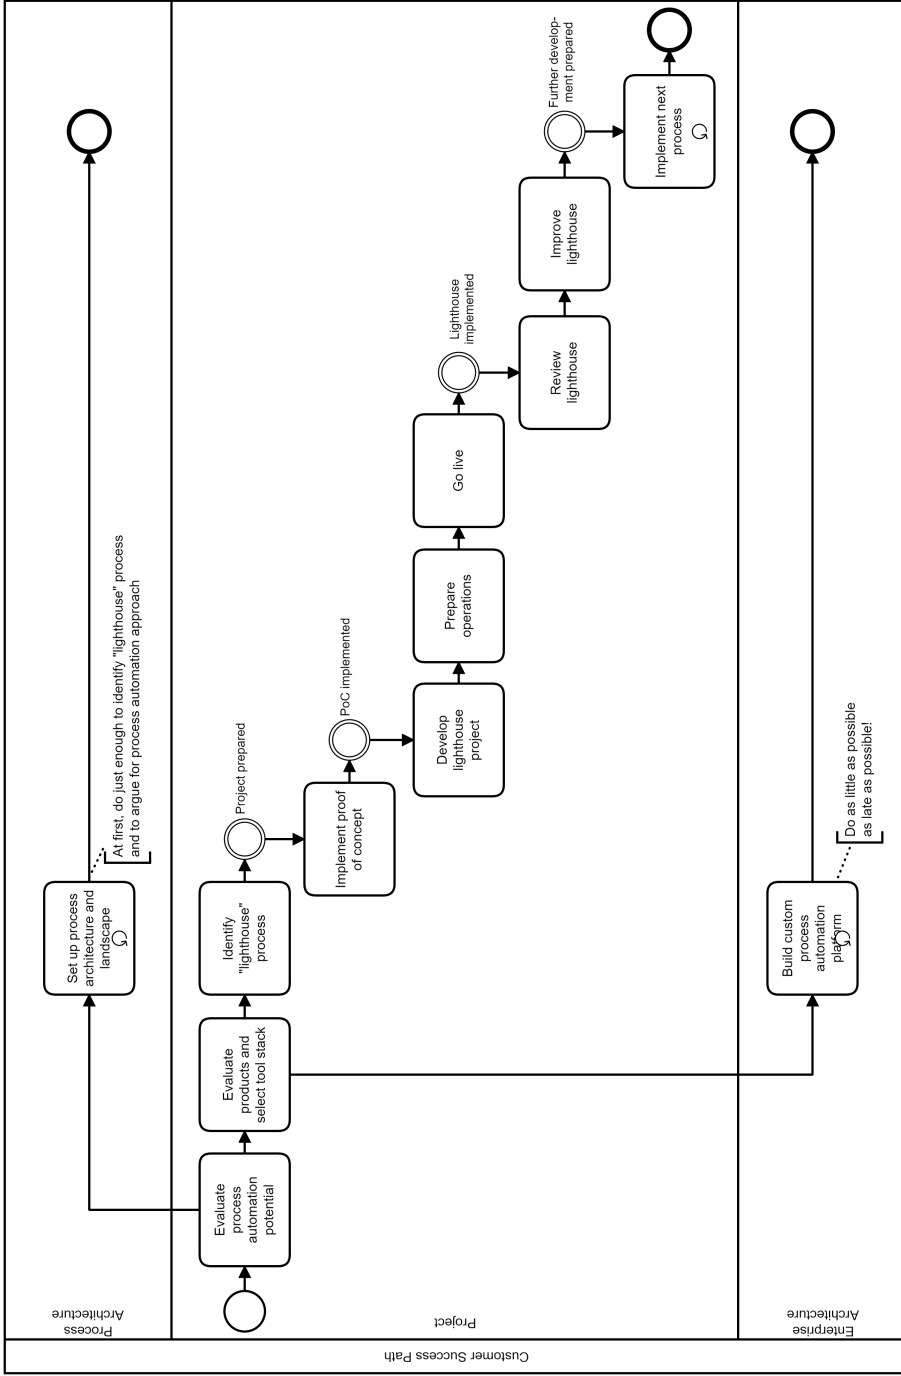 Customer Success Path
Process
Architecture
Project
Enterprise
Architecture
Set up process
architecture and
landscape
At first, do just enough to identify "lighthouse" process
and to argue for process automation approach
Evaluate
process
automation
potential
Evaluate
products and
select tool stack
Identify
"lighthouse"
process
Project prepared
Implement proof
of concept
PoC implemented
Develop
lighthouse
project
Prepare
operations
Go live
Lighthouse
implemented
Review
lighthouse
Improve
lighthouse
Further develop-
ment prepared
Implement next
process
Build custom
process
automation
platform
Do as little as possible
as late as possible!